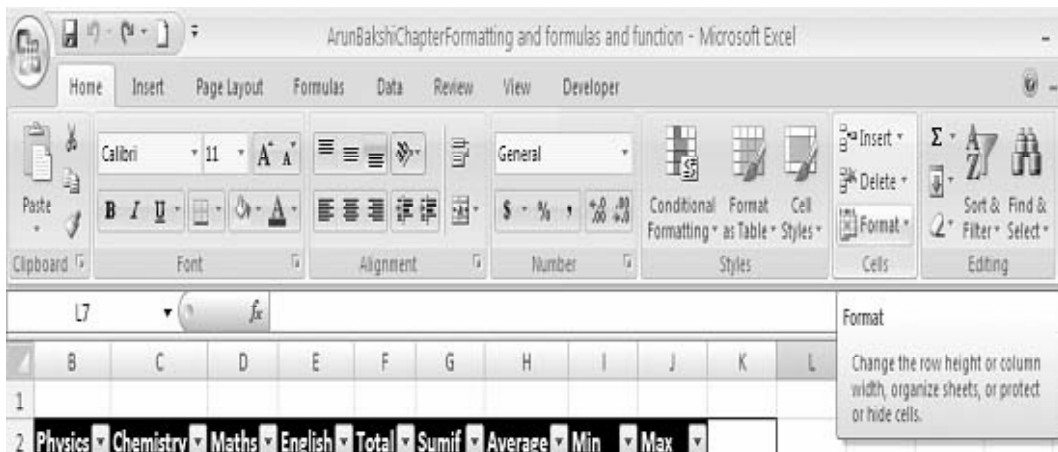 ArunBakshiChapterFormatting and formulas and function - Microsoft Excel
Home Insert Page Layout Formulas Data Review View Developer
Calibri 11 A A General Insert Σ A Z
Paste B I U A $ % , .00 .0 Conditional Formatting Format as Table Cell Styles Delete Format Sort & Filter Find & Select
Clipboard Font Alignment Number Styles Cells Editing
L7 fx Format
B C D E F G H I J K L
Change the row height or column
width, organize sheets, or protect
or hide cells.
1
2 Physics Chemistry Maths English Total Sumif Average Min Max